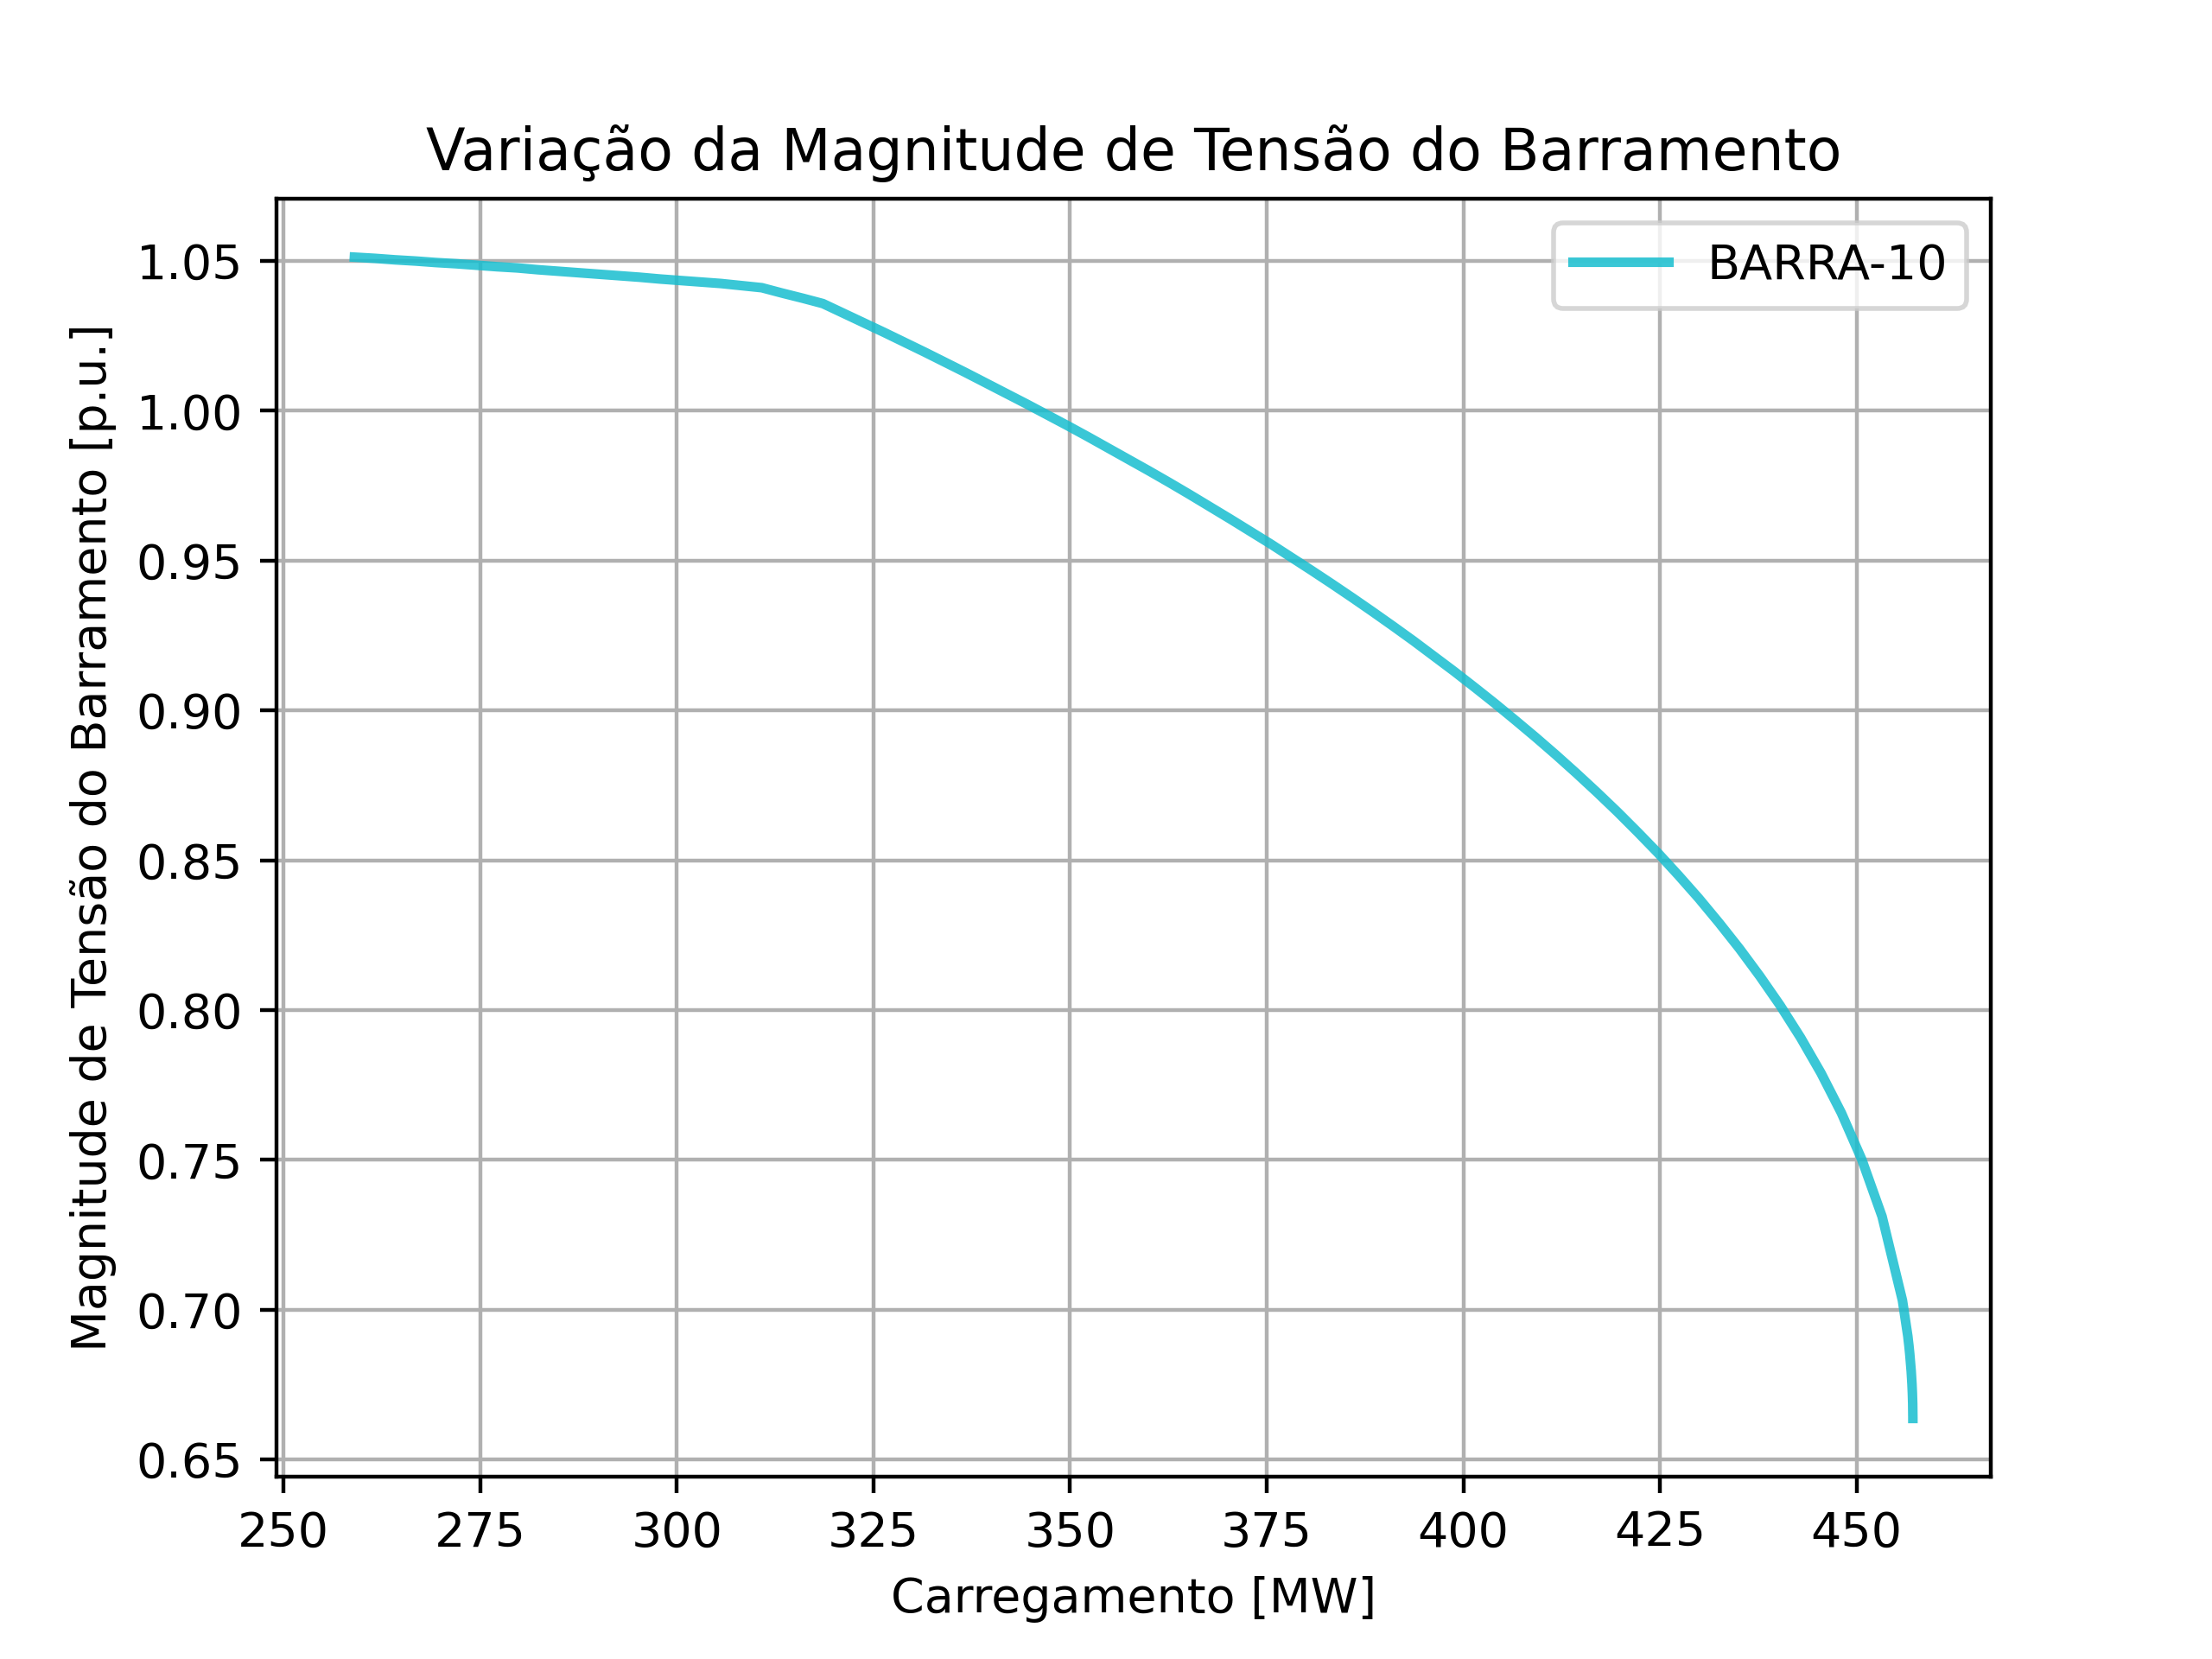 Variação da Magnitude de Tensão do Barramento
BARRA-10
Magnitude de Tensão do Barramento [p.u.]
1.05
1.00
0.95
0.90
0.85
0.80
0.75
0.70
0.65
250 275 300 325 350 375 400 425 450
Carregamento [MW]